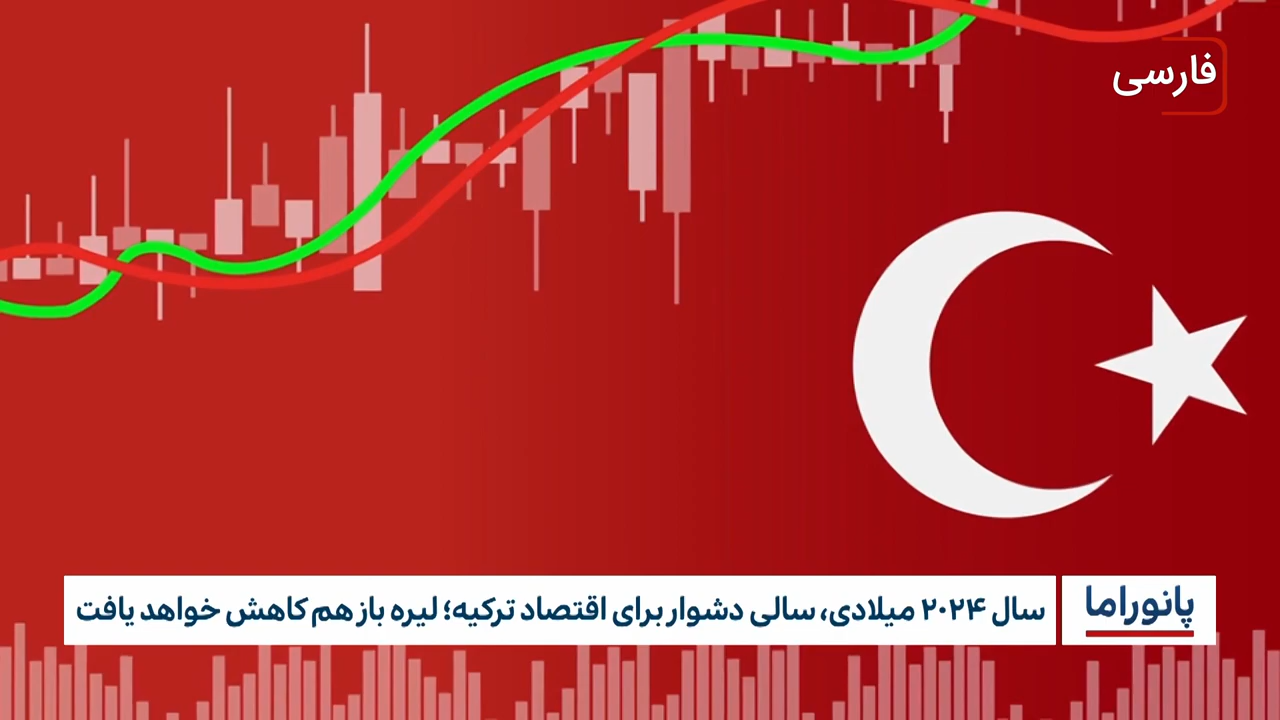 فارسی
پانوراما
سال ۲۰۲۴ میلادی، سالی دشوار برای اقتصاد ترکیه؛ لیره باز هم کاهش خواهد یافت